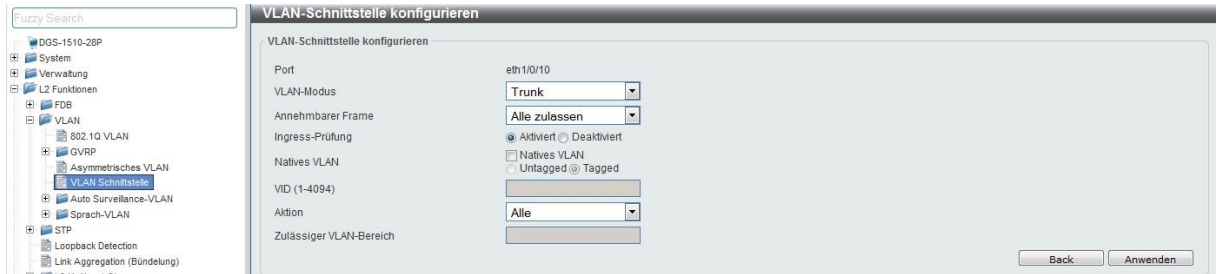 Fuzzy Search
DGS-1510-28P
System
Verwaltung
L2 Funktionen
FDB
VLAN
802.1Q VLAN
GVRP
Asymmetrisches VLAN
VLAN Schnittstelle
Auto Surveillance-VLAN
Sprach-VLAN
STP
Loopback Detection
Link Aggregation (Bündelung)
VLAN-Schnittstelle konfigurieren
VLAN-Schnittstelle konfigurieren
Port eth1/0/10
VLAN-Modus Trunk
Annehmbarer Frame Alle zulassen
Ingress-Prüfung Aktiviert Deaktiviert
Natives VLAN Natives VLAN
Untagged Tagged
VID (1-4094)
Aktion Alle
Zulässiger VLAN-Bereich
Back Anwenden